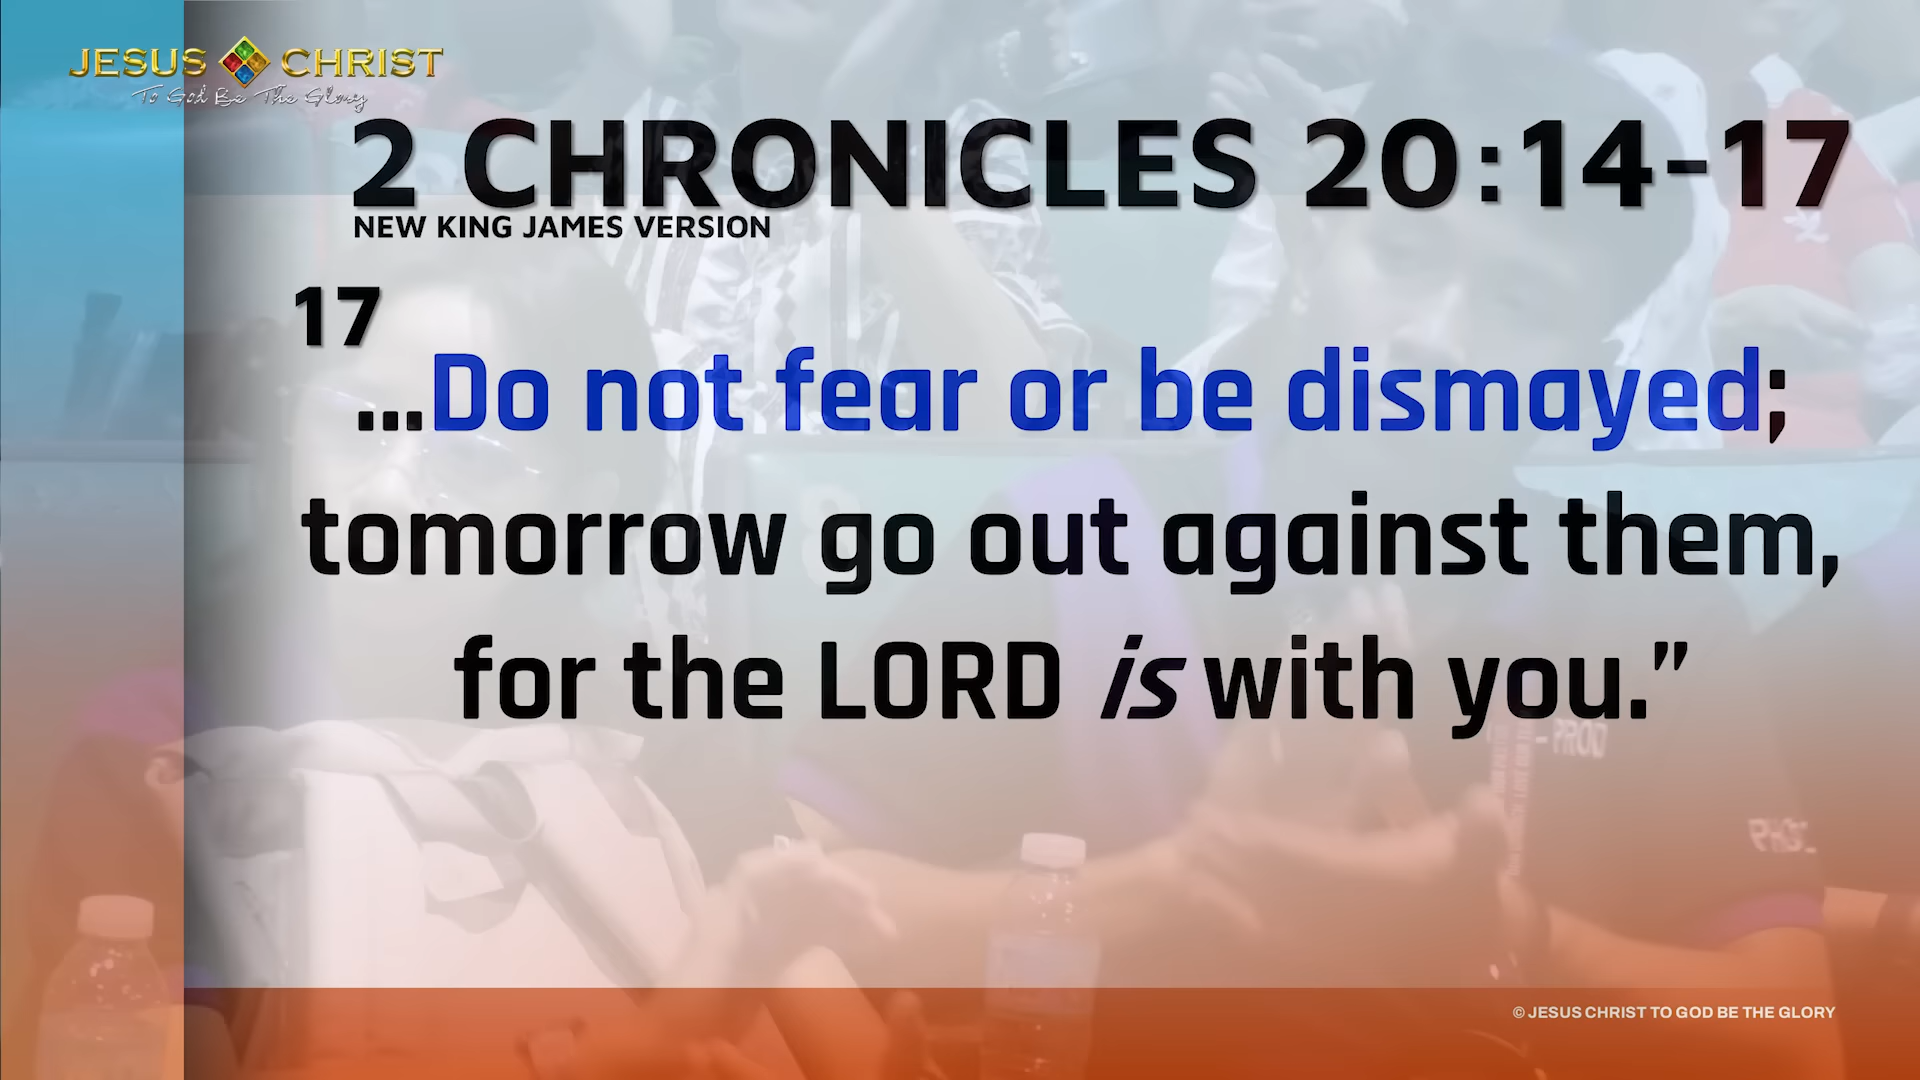 JESUS CHRIST
To God Be The Glory
2 CHRONICLES 20:14-17
NEW KING JAMES VERSION
17
...Do not fear or be dismayed;
tomorrow go out against them,
for the LORD is with you.”
- PROD
© JESUS CHRIST TO GOD BE THE GLORY